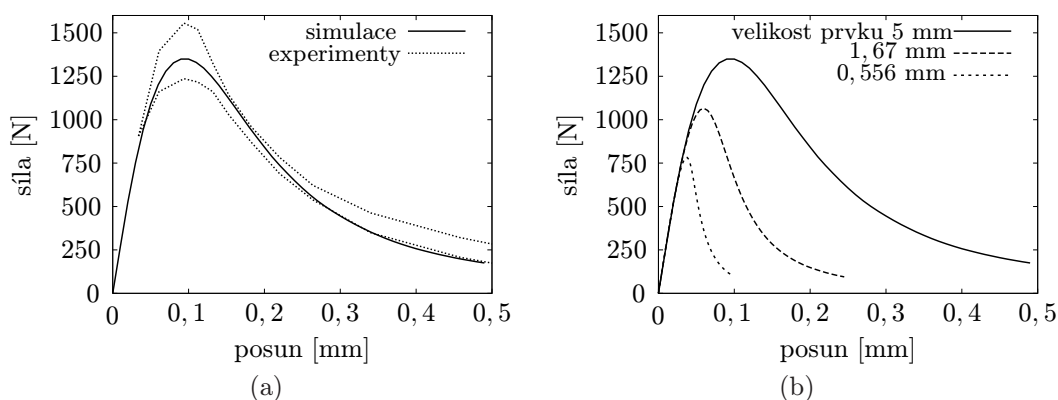 1500
1250
1000
750
500
250
0
síla [N]
0 0,1 0,2 0,3 0,4 0,5
posun [mm]
simulace
experimenty
(a)
1500
1250
1000
750
500
250
0
síla [N]
0 0,1 0,2 0,3 0,4 0,5
posun [mm]
velikost prvku 5 mm
1,67 mm
0,556 mm
(b)